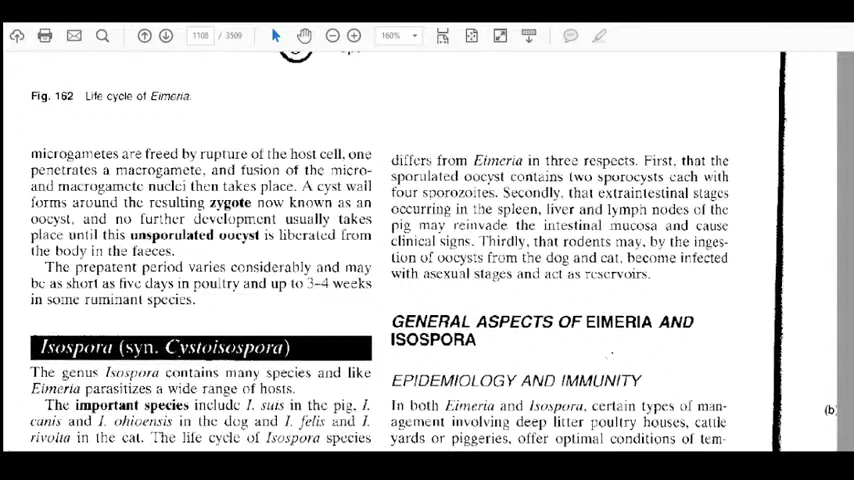 1108 / 3509
160%
Fig. 162 Life cycle of Eimeria.
microgametes are freed by rupture of the host cell, one
penetrates a macrogamete, and fusion of the micro-
and macrogamete nuclei then takes place. A cyst wall
forms around the resulting zygote now known as an
oocyst, and no further development usually takes
place until this unsporulated oocyst is liberated from
the body in the faeces.
The prepatent period varies considerably and may
be as short as five days in poultry and up to 3–4 weeks
in some ruminant species.
Isospora (syn. Cystoisospora)
The genus Isospora contains many species and like
Eimeria parasitizes a wide range of hosts.
The important species include I. suis in the pig, I.
canis and I. ohioensis in the dog and I. felis and I.
rivolta in the cat. The life cycle of Isospora species
differs from Eimeria in three respects. First, that the
sporulated oocyst contains two sporocysts each with
four sporozoites. Secondly, that extraintestinal stages
occurring in the spleen, liver and lymph nodes of the
pig may reinvade the intestinal mucosa and cause
clinical signs. Thirdly, that rodents may, by the inges-
tion of oocysts from the dog and cat, become infected
with asexual stages and act as reservoirs.
GENERAL ASPECTS OF EIMERIA AND
ISOSPORA
EPIDEMIOLOGY AND IMMUNITY
In both Eimeria and Isospora, certain types of man-
agement involving deep litter poultry houses, cattle
yards or piggeries, offer optimal conditions of tem-
(b)